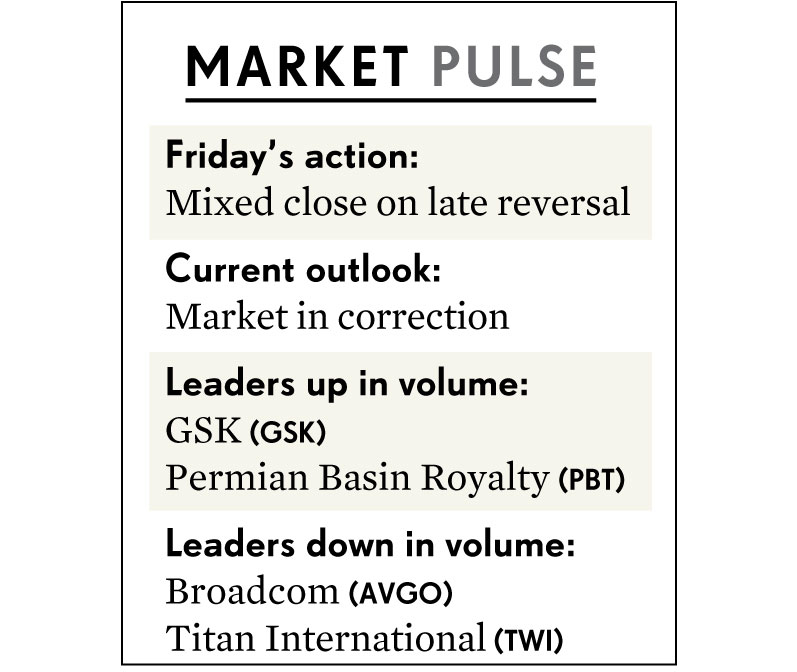 MARKET PULSE
Friday’s action:
Mixed close on late reversal
Current outlook:
Market in correction
Leaders up in volume:
GSK (GSK)
Permian Basin Royalty (PBT)
Leaders down in volume:
Broadcom (AVGO)
Titan International (TWI)